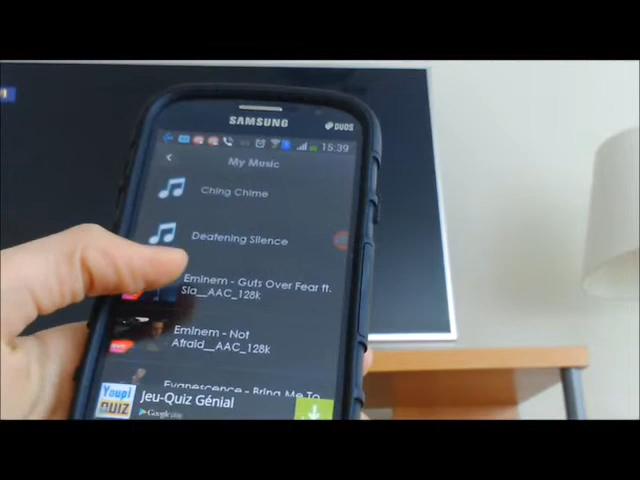 SAMSUNG
DUOS
15:39
My Music
Ching Chime
Deafening Silence
Eminem - Guts Over Fear ft.
Sia__AAC_128k
Eminem - Not
Afraid__AAC_128k
Evanescence - Bring Me To
Youpi
QUIZ
Jeu-Quiz Génial
Google